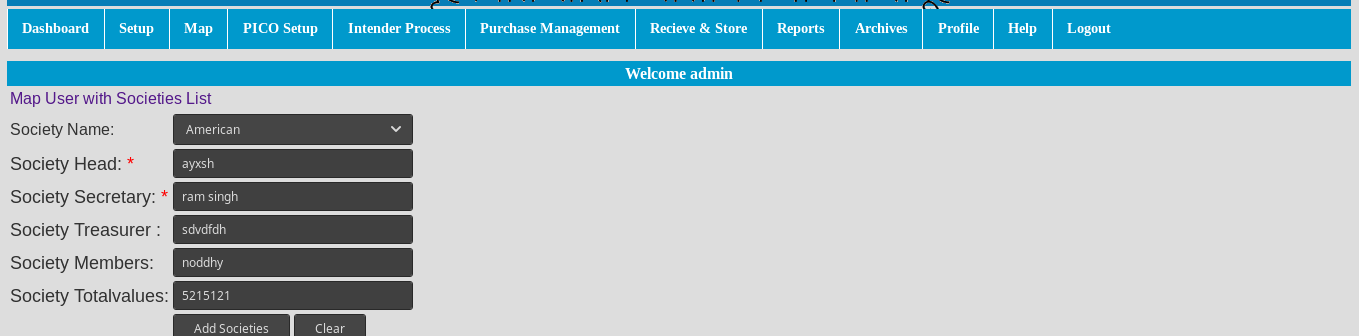 Dashboard Setup Map PICO Setup Intender Process Purchase Management Recieve & Store Reports Archives Profile Help Logout
Welcome admin
Map User with Societies List
Society Name: American
Society Head: * ayxsh
Society Secretary: * ram singh
Society Treasurer : sdvdfdh
Society Members: noddhy
Society Totalvalues: 5215121
Add Societies Clear